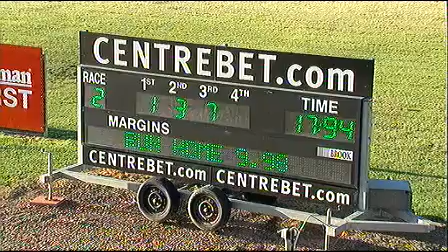 CENTREBET.com
RACE 1ST 2ND 3RD 4TH TIME
2 1 3 7 17:94
MARGINS
RUN HOME 9.98
CENTREBET.com CENTREBET.com
man
ST